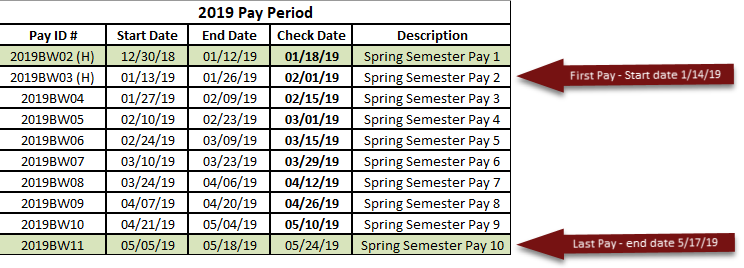 2019 Pay Period
Pay ID # Start Date End Date Check Date Description
2019BW02 (H) 12/30/18 01/12/19 01/18/19 Spring Semester Pay 1
2019BW03 (H) 01/13/19 01/26/19 02/01/19 Spring Semester Pay 2
First Pay - Start date 1/14/19
2019BW04 01/27/19 02/09/19 02/15/19 Spring Semester Pay 3
2019BW05 02/10/19 02/23/19 03/01/19 Spring Semester Pay 4
2019BW06 02/24/19 03/09/19 03/15/19 Spring Semester Pay 5
2019BW07 03/10/19 03/23/19 03/29/19 Spring Semester Pay 6
2019BW08 03/24/19 04/06/19 04/12/19 Spring Semester Pay 7
2019BW09 04/07/19 04/20/19 04/26/19 Spring Semester Pay 8
2019BW10 04/21/19 05/04/19 05/10/19 Spring Semester Pay 9
2019BW11 05/05/19 05/18/19 05/24/19 Spring Semester Pay 10
Last Pay - end date 5/17/19